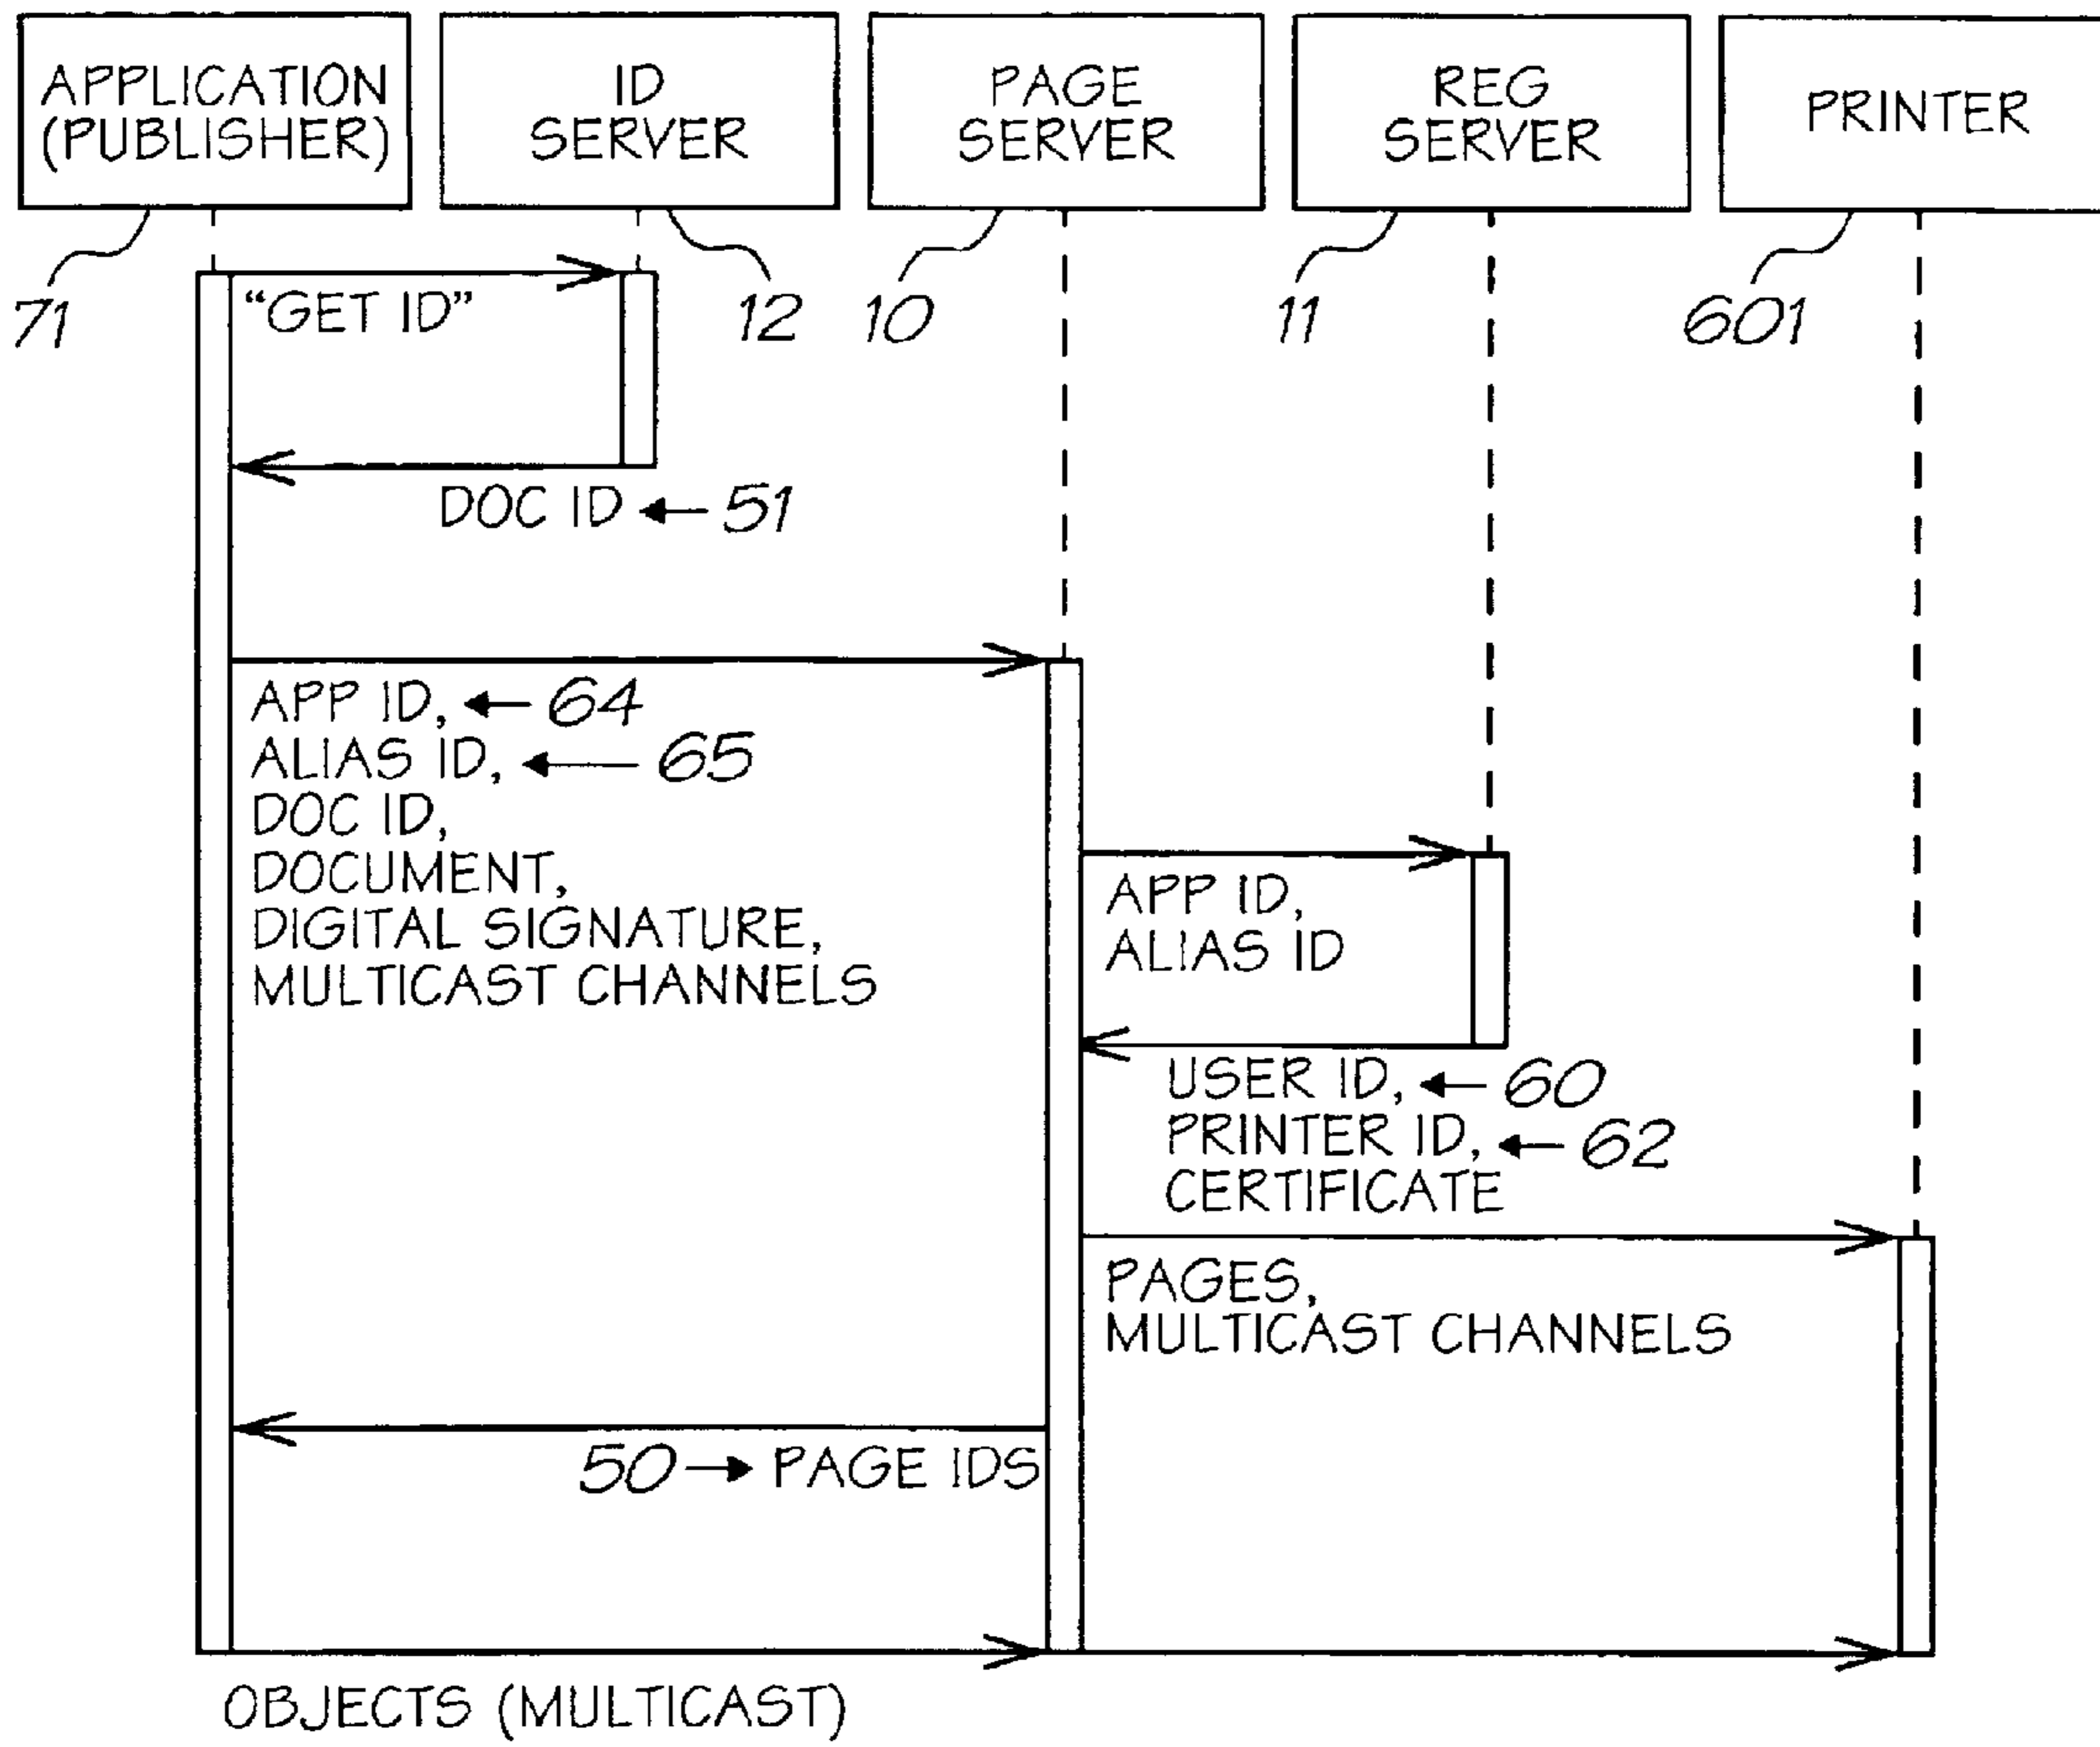 APPLICATION
(PUBLISHER)
ID
SERVER
PAGE
SERVER
REG
SERVER
PRINTER
71
12
10
11
601
"GET ID"
DOC ID ← 51
APP ID, ← 64
ALIAS ID, ← 65
DOC ID,
DOCUMENT,
DIGITAL SIGNATURE,
MULTICAST CHANNELS
APP ID,
ALIAS ID
USER ID, ← 60
PRINTER ID, ← 62
CERTIFICATE
PAGES,
MULTICAST CHANNELS
50 → PAGE IDS
OBJECTS (MULTICAST)